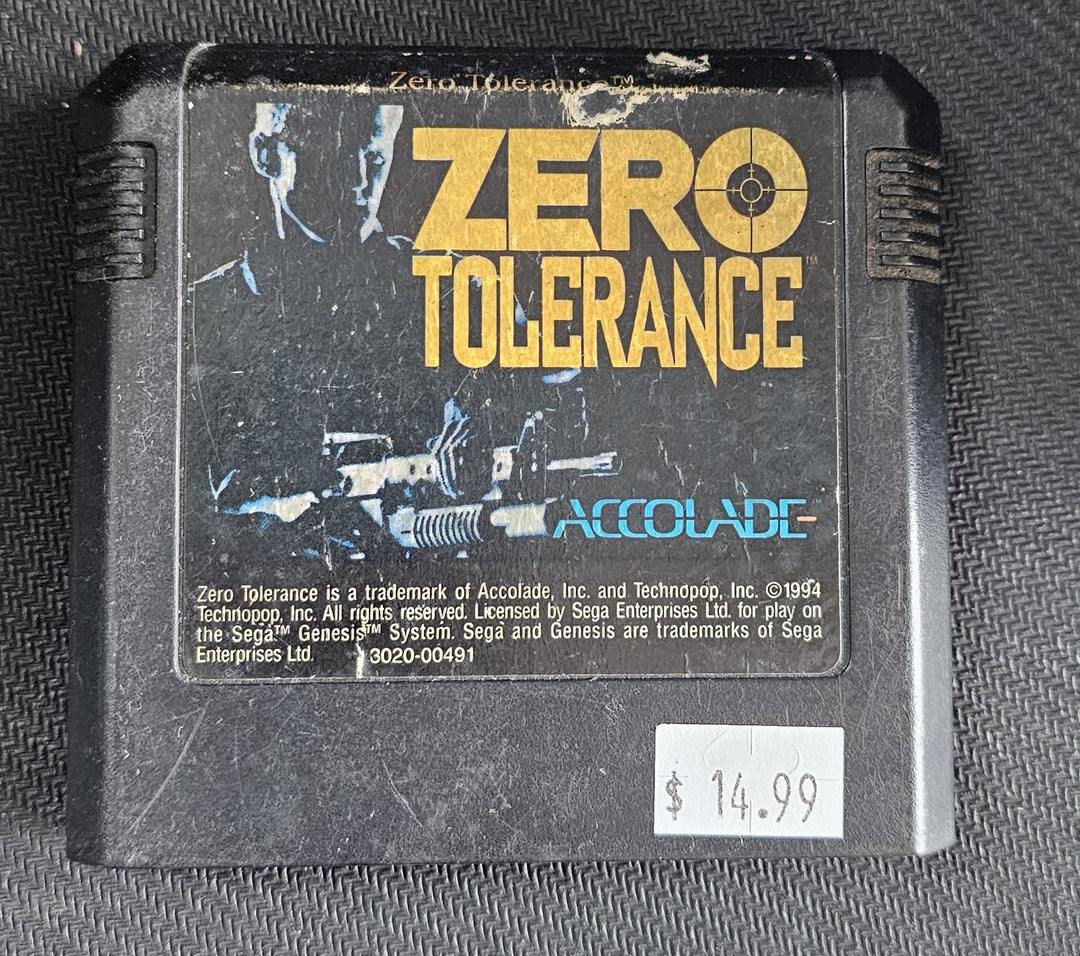 Zero Tolerance™
ZERO
TOLERANCE™
ACCOLADE
Zero Tolerance is a trademark of Accolade, Inc. and Technopop, Inc. ©1994
Technopop, Inc. All rights reserved. Licensed by Sega Enterprises Ltd. for play on
the Sega™ Genesis™ System. Sega and Genesis are trademarks of Sega
Enterprises Ltd. 3020-00491
$ 14.99